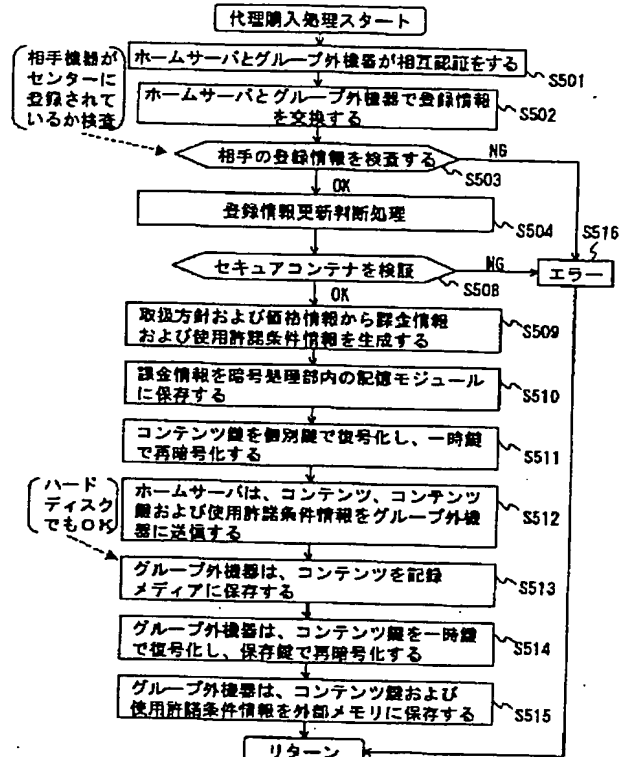 代理購入処理スタート
相手機器が
センターに
登録されて
いるか検査
ホームサーバとグループ外機器が相互認証をする
S501
ホームサーバとグループ外機器で登録情報
を交換する
S502
相手の登録情報を検査する
NG
S503
OK
登録情報更新判断処理
S504
S516
セキュアコンテナを検証
NG
エラー
S508
OK
取扱方針および価格情報から課金情報
および使用許諾条件情報を生成する
S509
課金情報を暗号処理部内の記憶モジュール
に保存する
S510
コンテンツ鍵を個別鍵で復号化し、一時鍵
で再暗号化する
S511
ハード
ディスク
でもOK
ホームサーバは、コンテンツ、コンテンツ
鍵および使用許諾条件情報をグループ外機
器に送信する
S512
グループ外機器は、コンテンツを記録
メディアに保存する
S513
グループ外機器は、コンテンツ鍵を一時鍵
で復号化し、保存鍵で再暗号化する
S514
グループ外機器は、コンテンツ鍵および
使用許諾条件情報を外部メモリに保存する
S515
リターン